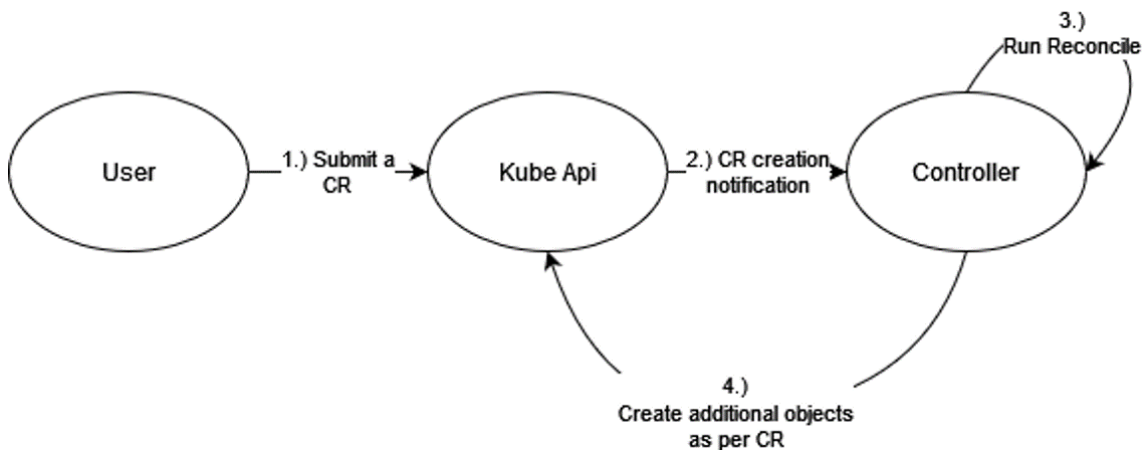 3.)
Run Reconcile
User
1.) Submit a
CR
Kube Api
2.) CR creation
notification
Controller
4.)
Create additional objects
as per CR